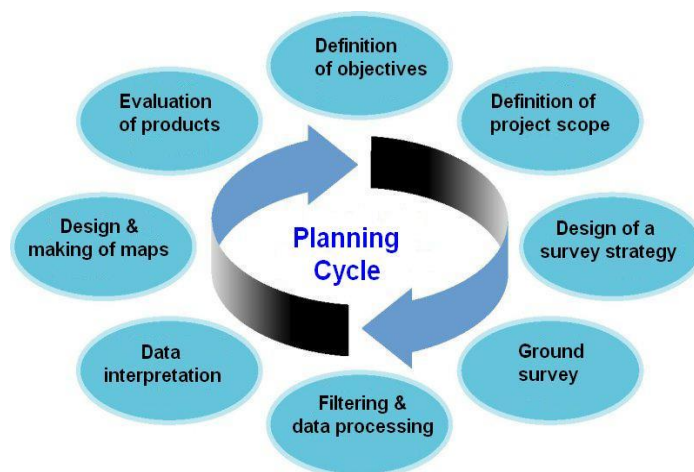 Definition
of objectives
Definition of
project scope
Design of a
survey strategy
Ground
survey
Filtering &
data processing
Data
interpretation
Design &
making of maps
Evaluation
of products
Planning
Cycle